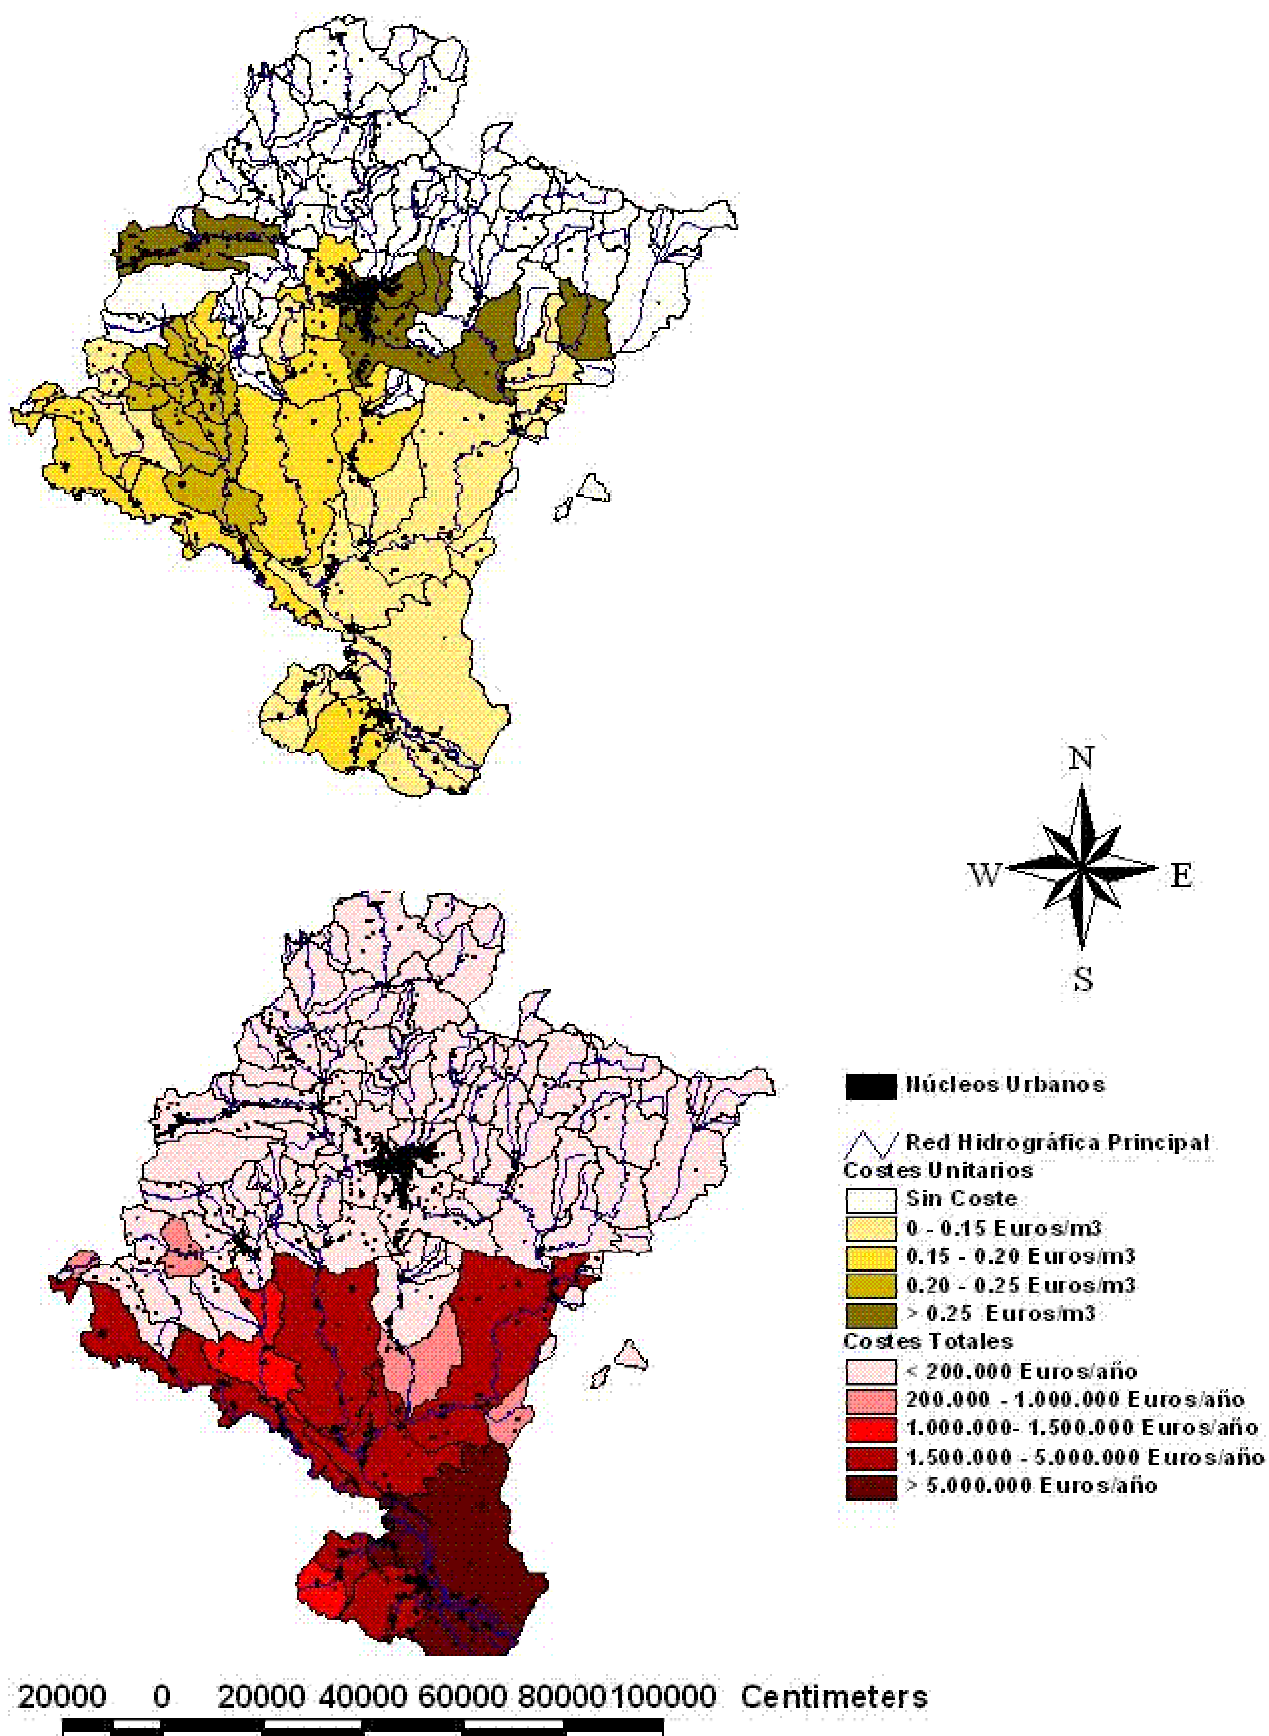 N
W E
S
Núcleos Urbanos
Red Hidrográfica Principal
Costes Unitarios
Sin Coste
0 - 0.15 Euros/m3
0.15 - 0.20 Euros/m3
0.20 - 0.25 Euros/m3
> 0.25 Euros/m3
Costes Totales
< 200.000 Euros/año
200.000 - 1.000.000 Euros/año
1.000.000- 1.500.000 Euros/año
1.500.000 - 5.000.000 Euros/año
> 5.000.000 Euros/año
20000 0 20000 40000 60000 80000 100000 Centimeters